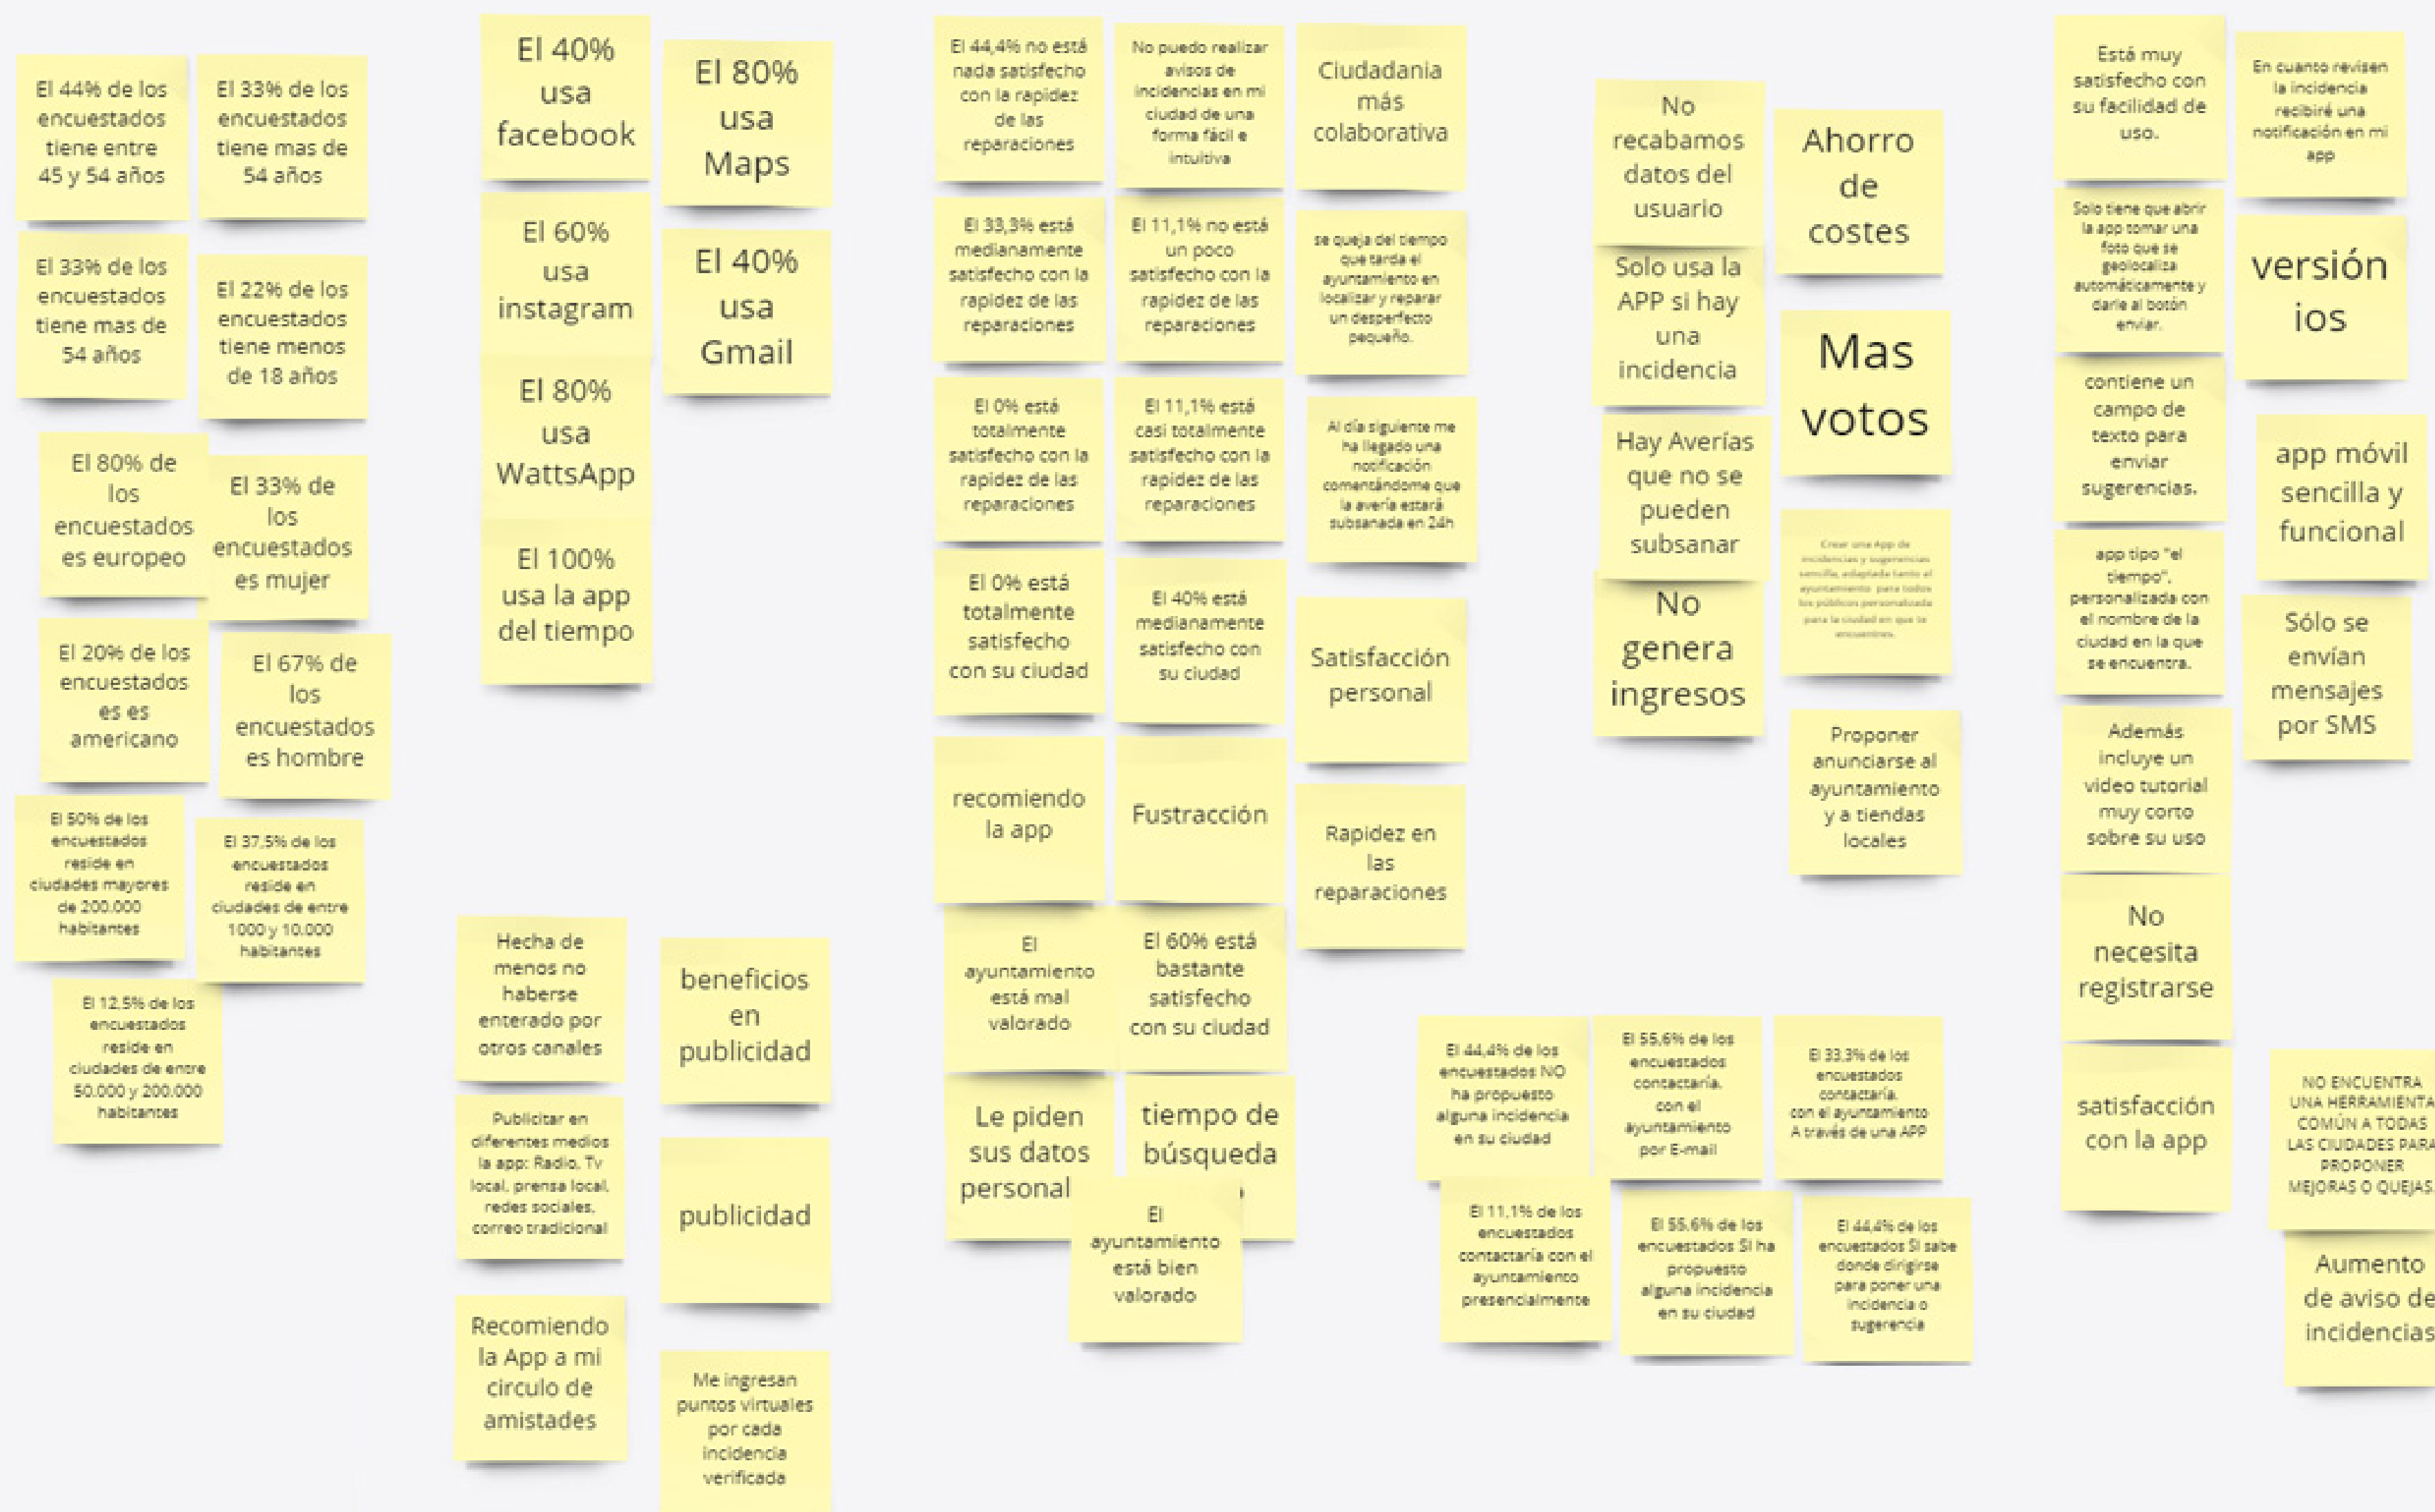 El 44% de los
encuestados
tiene entre
45 y 54 años
El 33% de los
encuestados
tiene mas de
54 años
El 33% de los
encuestados
tiene mas de
54 años
El 22% de los
encuestados
tiene menos
de 18 años
El 80% de
los
encuestados
es europeo
El 33% de
los
encuestados
es mujer
El 20% de los
encuestados
es es
americano
El 67% de
los
encuestados
es hombre
El 50% de los
encuestados
reside en
ciudades mayores
de 200.000
habitantes
El 37,5% de los
encuestados
reside en
ciudades de entre
1000 y 10.000
habitantes
El 12,5% de los
encuestados
reside en
ciudades de entre
50.000 y 200.000
habitantes
El 40%
usa
facebook
El 80%
usa
Maps
El 60%
usa
instagram
El 40%
usa
Gmail
El 80%
usa
WattsApp
El 100%
usa la app
del tiempo
Hecha de
menos no
haberse
enterado por
otros canales
beneficios
en
publicidad
Publicitar en
diferentes medios
la app: Radio, Tv
local, prensa local,
redes sociales,
correo tradicional
publicidad
Recomiendo
la App a mi
circulo de
amistades
Me ingresan
puntos virtuales
por cada
incidencia
verificada
El 44,4% no está
nada satisfecho
con la rapidez
de las
reparaciones
No puedo realizar
avisos de
incidencias en mi
ciudad de una
forma fácil e
intuitiva
Ciudadania
más
colaborativa
El 33,3% está
medianamente
satisfecho con la
rapidez de las
reparaciones
El 11,1% no está
un poco
satisfecho con la
rapidez de las
reparaciones
se queja del tiempo
que tarda el
ayuntamiento en
localizar y reparar
un desperfecto
pequeño.
El 0% está
totalmente
satisfecho con la
rapidez de las
reparaciones
El 11,1% está
casi totalmente
satisfecho con la
rapidez de las
reparaciones
Al día siguiente me
ha llegado una
notificación
comentándome que
la avería estará
subsanada en 24h
El 0% está
totalmente
satisfecho
con su ciudad
El 40% está
medianamente
satisfecho con
su ciudad
Satisfacción
personal
recomiendo
la app
Fustracción
Rapidez en
las
reparaciones
El
ayuntamiento
está mal
valorado
El 60% está
bastante
satisfecho
con su ciudad
Le piden
sus datos
personal
tiempo de
búsqueda
El
ayuntamiento
está bien
valorado
No
recabamos
datos del
usuario
Ahorro
de
costes
Solo usa la
APP si hay
una
incidencia
Mas
votos
Hay Averías
que no se
pueden
subsanar
Crear una App de
incidencias y sugerencias
sencilla, adaptada tanto al
ayuntamiento para todos
los públicos personalizada
para la ciudad en que te
encuentres.
No
genera
ingresos
Proponer
anunciarse al
ayuntamiento
y a tiendas
locales
El 44,4% de los
encuestados NO
ha propuesto
alguna incidencia
en su ciudad
El 55,6% de los
encuestados
contactaría,
con el
ayuntamiento
por E-mail
El 33,3% de los
encuestados
contactaría,
con el ayuntamiento
A través de una APP
El 11,1% de los
encuestados
contactaría con el
ayuntamiento
presencialmente
El 55,6% de los
encuestados SI ha
propuesto
alguna incidencia
en su ciudad
El 44,4% de los
encuestados SI sabe
donde dirigirse
para poner una
incidencia o
sugerencia
Está muy
satisfecho con
su facilidad de
uso.
En cuanto revisen
la incidencia
recibiré una
notificación en mi
app
Solo tiene que abrir
la app tomar una
foto que se
geolocaliza
automáticamente y
darle al botón
enviar.
versión
ios
contiene un
campo de
texto para
enviar
sugerencias.
app móvil
sencilla y
funcional
app tipo "el
tiempo",
personalizada con
el nombre de la
ciudad en la que
se encuentra.
Sólo se
envían
mensajes
por SMS
Además
incluye un
video tutorial
muy corto
sobre su uso
No
necesita
registrarse
satisfacción
con la app
NO ENCUENTRA
UNA HERRAMIENTA
COMÚN A TODAS
LAS CIUDADES PARA
PROPONER
MEJORAS O QUEJAS.
Aumento
de aviso de
incidencias